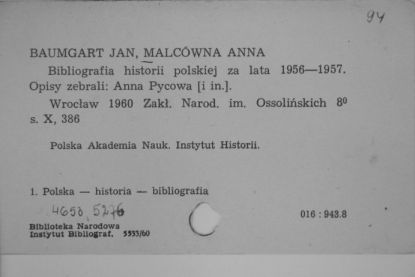 94
BAUMGART JAN, MALCÓWNA ANNA
Bibliografia historii polskiej za lata 1956—1957.
Opisy zebrali: Anna Pycowa [i in.].
Wrocław 1960 Zakł. Narod. im. Ossolińskich 8⁰
s. X, 386
Polska Akademia Nauk. Instytut Historii.
1. Polska — historia — bibliografia
4658, 5276
016 : 943.8
Biblioteka Narodowa
Instytut Bibliograf. 5333/60